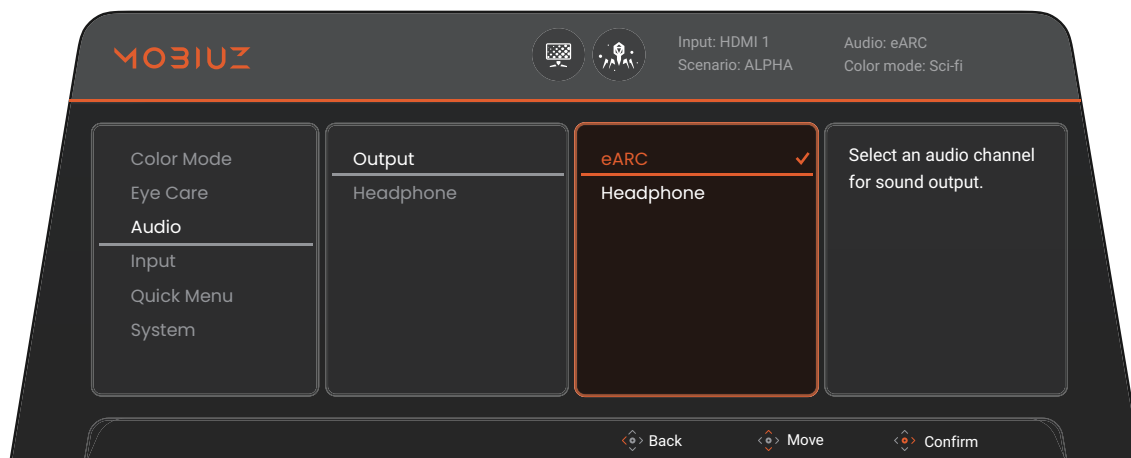 MOBIUZ
Input: HDMI 1
Scenario: ALPHA
Audio: eARC
Color mode: Sci-fi
Color Mode
Eye Care
Audio
Input
Quick Menu
System
Output
Headphone
eARC
Headphone
Select an audio channel
for sound output.
Back
Move
Confirm